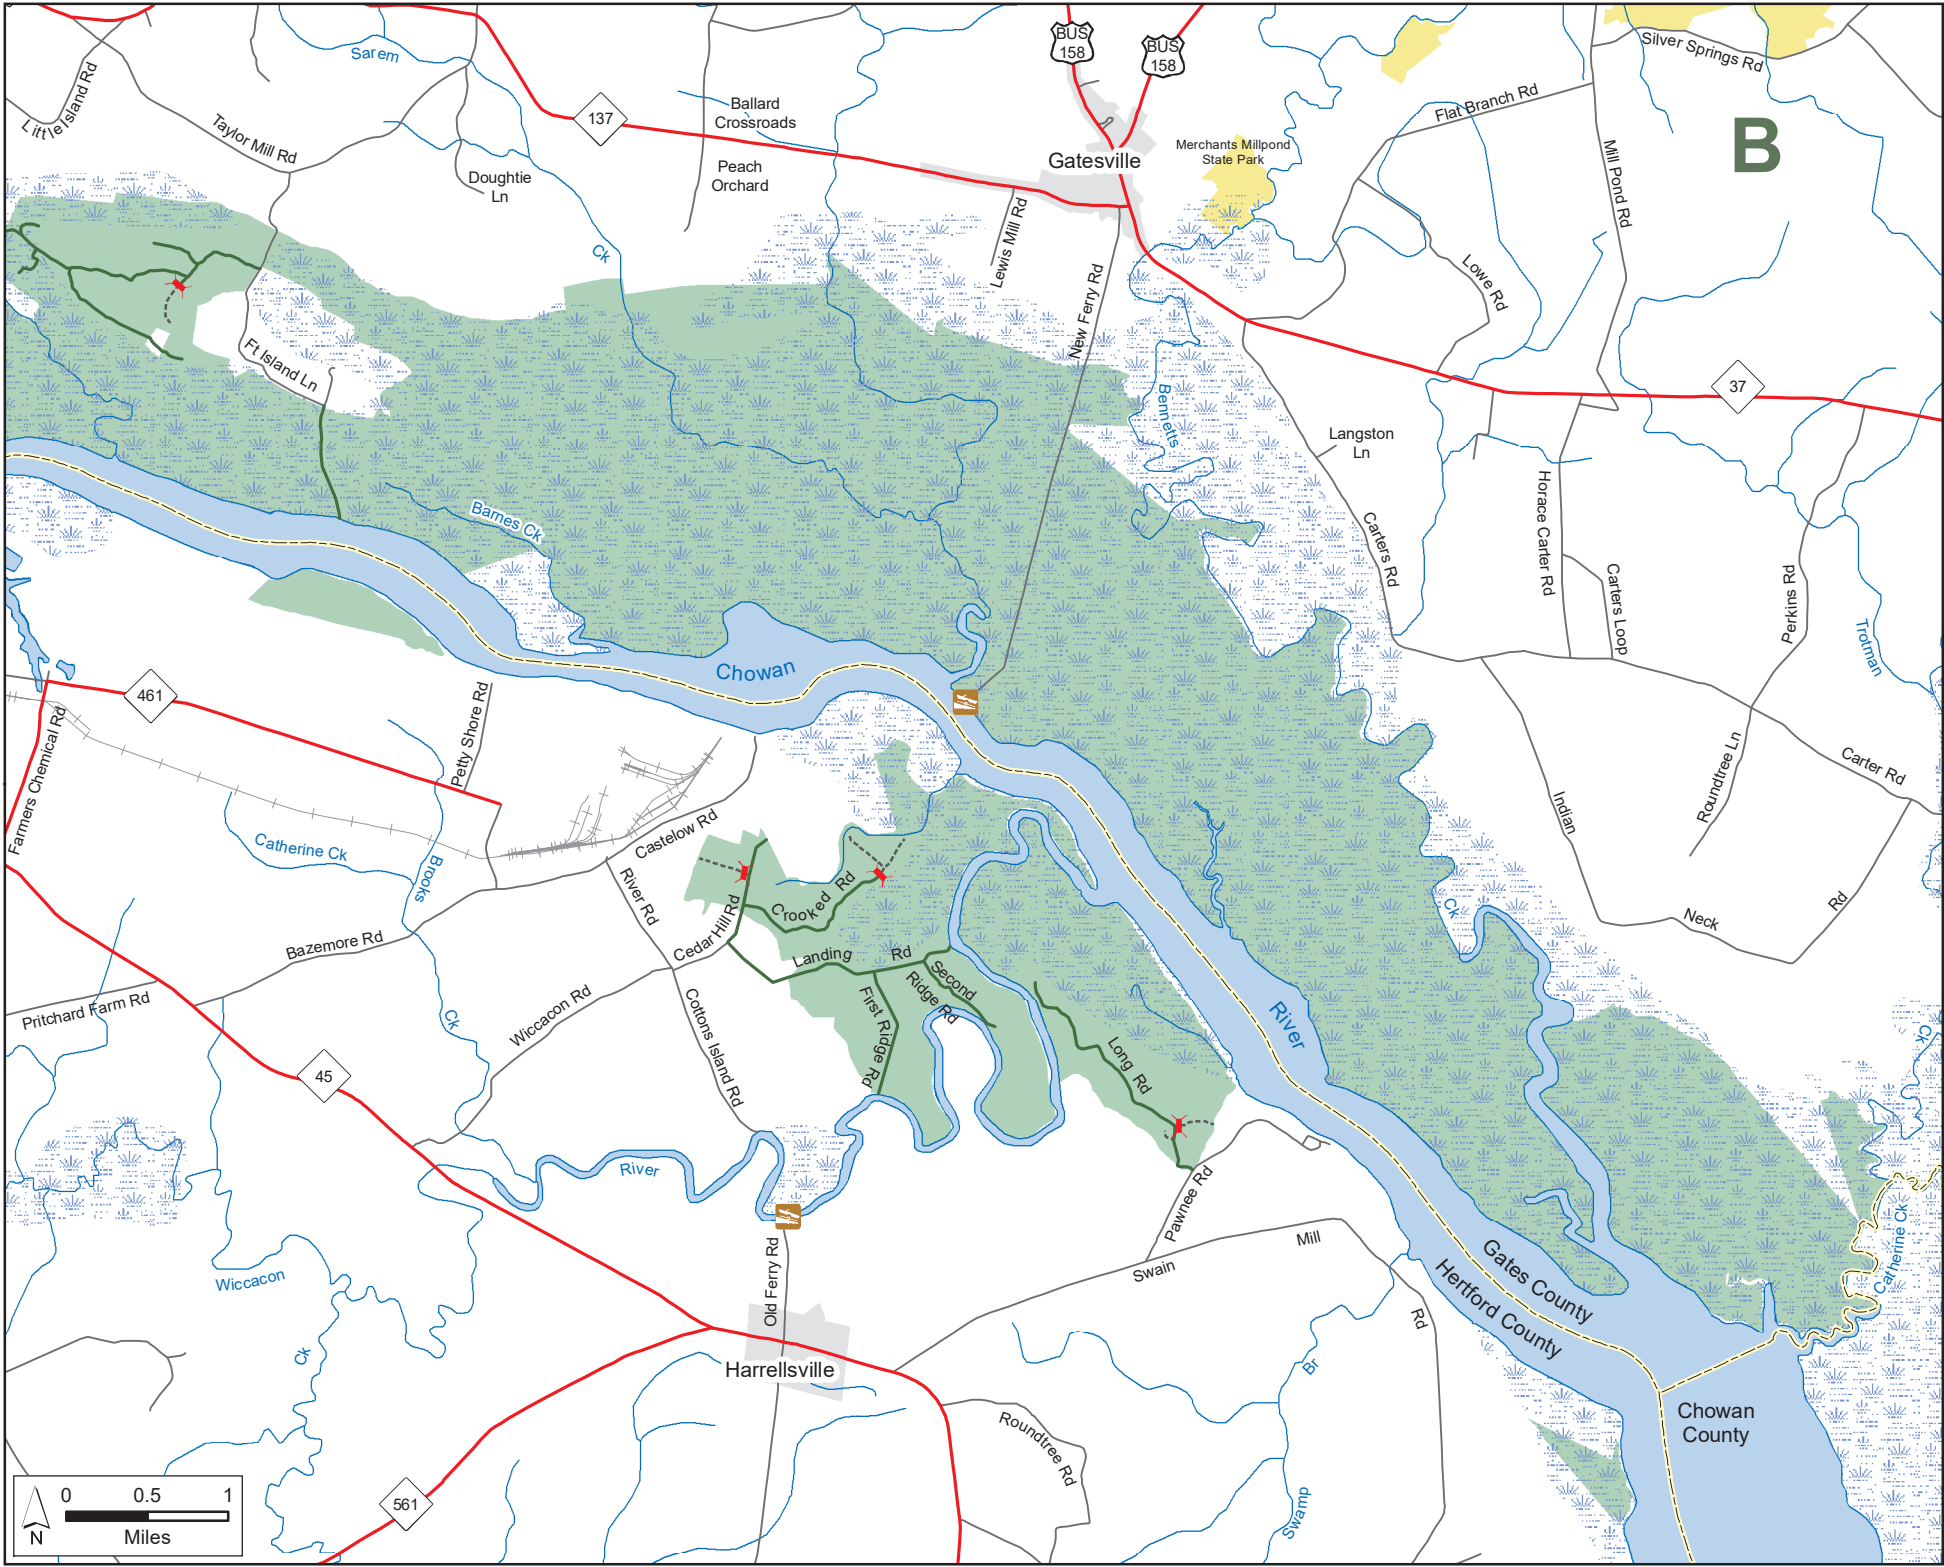 BUS
158
BUS
158
Silver Springs Rd
Sarem
Little Island Rd
137
Ballard
Crossroads
Flat Branch Rd
B
Taylor Mill Rd
Gatesville
Merchants Millpond
State Park
Mill Pond Rd
Doughtie
Ln
Peach
Orchard
Lewis Mill Rd
Ck
New Ferry Rd
Lowe Rd
Ft Island Ln
Bennetts
37
Langston
Ln
Barnes Ck
Carters Rd
Horace Carter Rd
Carters Loop
Perkins Rd
Trotman
Chowan
461
Farmers Chemical Rd
Petty Shore Rd
Roundtree Ln
Carter Rd
Indian
Castelow Rd
Catherine Ck
Brooks
River Rd
Crooked Rd
Cedar Hill Rd
Ck
Neck
Rd
Bazemore Rd
Landing
Rd
Second
Ridge Rd
Pritchard Farm Rd
Ck
Wiccacon Rd
Cottons Island Rd
First Ridge Rd
River
Long Rd
Ck
45
River
Pawnee Rd
Catherine Ck
Wiccacon
Old Ferry Rd
Swain
Mill
Rd
Gates County
Hertford County
Ck
Harrellsville
Br
Chowan
County
Roundtree Rd
561
Swamp
0 0.5 1
Miles
N